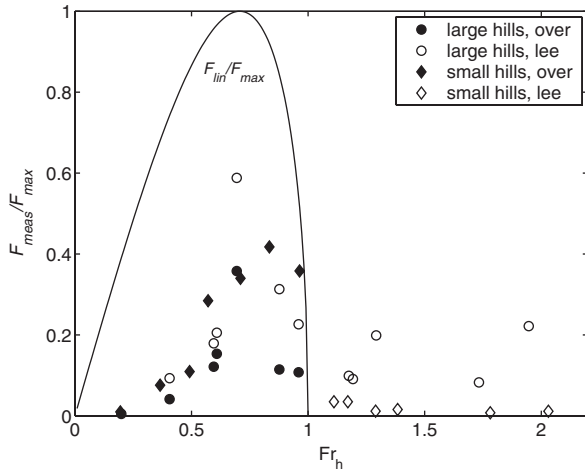 1
0.8
0.6
0.4
0.2
0
F_meas/F_max
F_lin/F_max
large hills, over
large hills, lee
small hills, over
small hills, lee
0 0.5 1 1.5 2
Fr_h